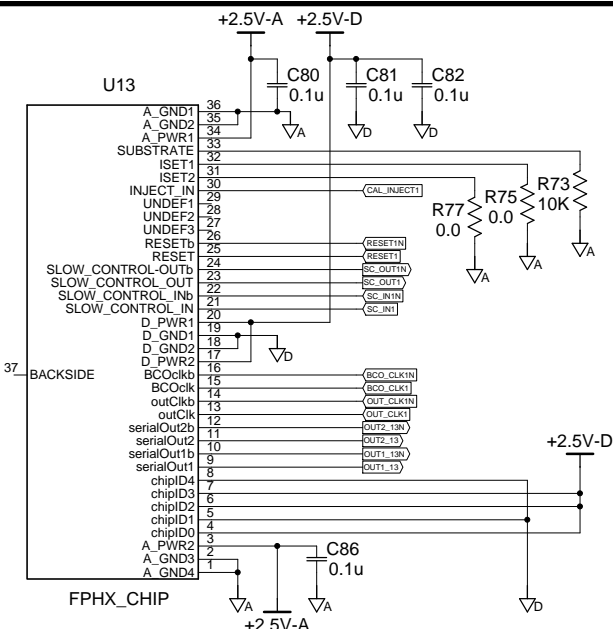 +2.5V-A +2.5V-D
U13
C80
0.1u
C81
0.1u
C82
0.1u
A
D
D
A_GND1 36
A_GND2 35
A_PWR1 34
SUBSTRATE 33
ISET1 32
ISET2 31
INJECT_IN 30 CAL_INJECT1
UNDEF1 29
UNDEF2 28
UNDEF3 27
RESETb 26 RESET1N
RESET 25 RESET1
SLOW_CONTROL-OUTb 24 SC_OUT1N
SLOW_CONTROL_OUT 23 SC_OUT1
SLOW_CONTROL_INb 22 SC_IN1N
SLOW_CONTROL_IN 21 SC_IN1
D_PWR1 20
D_GND1 19
D_GND2 18
D_PWR2 17
BCOclkb 16 BCO_CLK1N
BCOclk 15 BCO_CLK1
outClkb 14 OUT_CLK1N
outClk 13 OUT_CLK1
serialOut2b 12 OUT2_13N
serialOut2 11 OUT2_13
serialOut1b 10 OUT1_13N
serialOut1 9 OUT1_13
chipID4 8
chipID3 7
chipID2 6
chipID1 5
chipID0 4
A_PWR2 3
A_GND3 2
A_GND4 1
R77
0.0
R75
0.0
R73
10K
A
A
A
D
37 BACKSIDE
+2.5V-D
C86
0.1u
FPHX_CHIP
A
A
D
+2.5V-A